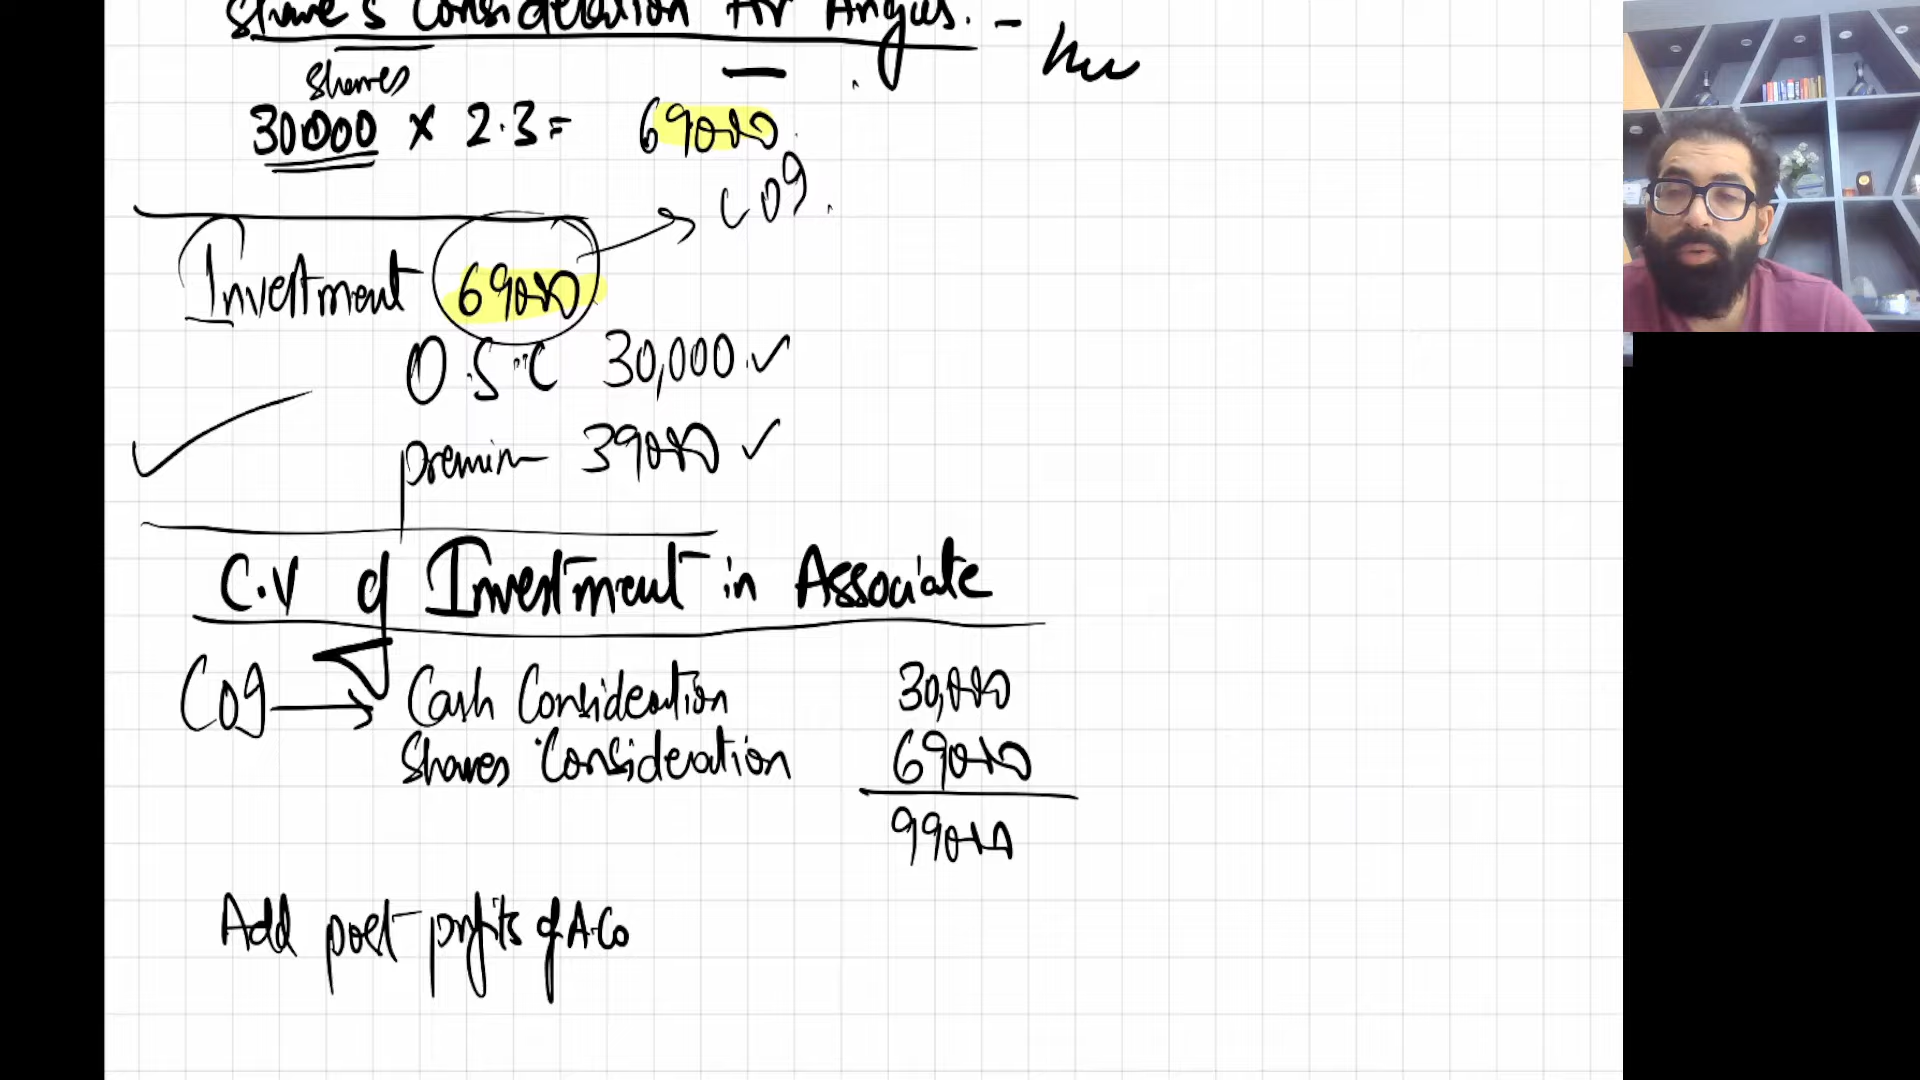 Share's Consideration for Angus. -
shares
30000 × 2.3 = 69000
Cog.
Investment 69000
O.S.C 30,000 ✓
premium 39000 ✓
C.V of Investment in Associate
Cog → Cash Consideration 30,000
Shares Consideration 69000
99000
Add post profits of A.Co